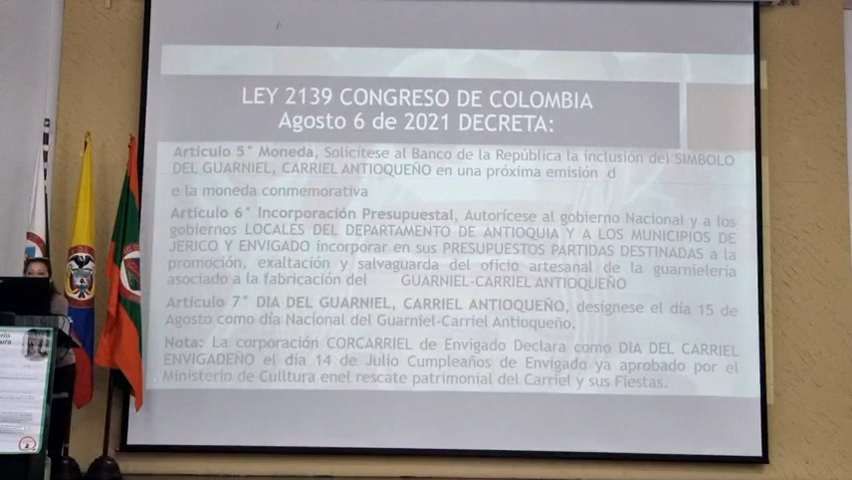 LEY 2139 CONGRESO DE COLOMBIA
Agosto 6 de 2021 DECRETA:
Artículo 5° Moneda, Solicítese al Banco de la República la inclusión del SIMBOLO
DEL GUARNIEL, CARRIEL ANTIOQUEÑO en una próxima emisión d
e la moneda conmemorativa
Artículo 6° Incorporación Presupuestal, Autorícese al gobierno Nacional y a los
gobiernos LOCALES DEL DEPARTAMENTO DE ANTIOQUIA Y A LOS MUNICIPIOS DE
JERICO Y ENVIGADO incorporar en sus PRESUPUESTOS PARTIDAS DESTINADAS a la
promoción, exaltación y salvaguarda del oficio artesanal de la guarnielería
asociado a la fabricación del GUARNIEL-CARRIEL ANTIOQUEÑO
Artículo 7° DIA DEL GUARNIEL, CARRIEL ANTIOQUEÑO, desígnese el día 15 de
Agosto como día Nacional del Guarniel-Carriel Antioqueño.
Nota: La corporación CORCARRIEL de Envigado Declara como DIA DEL CARRIEL
ENVIGADEÑO el día 14 de Julio Cumpleaños de Envigado ya aprobado por el
Ministerio de Cultura enel rescate patrimonial del Carriel y sus Fiestas.